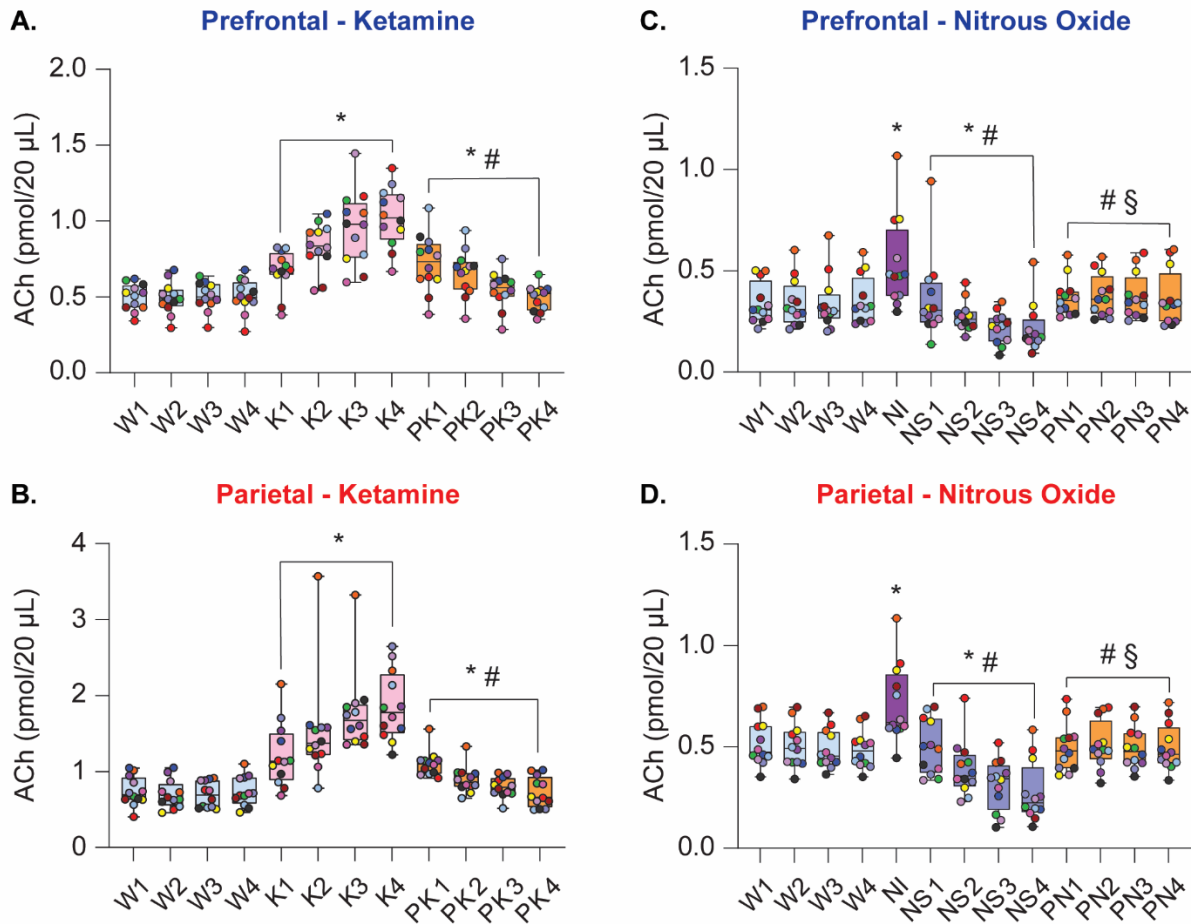 A. Prefrontal - Ketamine
ACh (pmol/20 µL)
2.0
1.5
1.0
0.5
0.0
*
* #
W1 W2 W3 W4 K1 K2 K3 K4 PK1 PK2 PK3 PK4
B. Parietal - Ketamine
ACh (pmol/20 µL)
4
3
2
1
0
*
* #
W1 W2 W3 W4 K1 K2 K3 K4 PK1 PK2 PK3 PK4
C. Prefrontal - Nitrous Oxide
ACh (pmol/20 µL)
1.5
1.0
0.5
0.0
*
* #
# §
W1 W2 W3 W4 NI NS1 NS2 NS3 NS4 PN1 PN2 PN3 PN4
D. Parietal - Nitrous Oxide
ACh (pmol/20 µL)
1.5
1.0
0.5
0.0
*
* #
# §
W1 W2 W3 W4 NI NS1 NS2 NS3 NS4 PN1 PN2 PN3 PN4